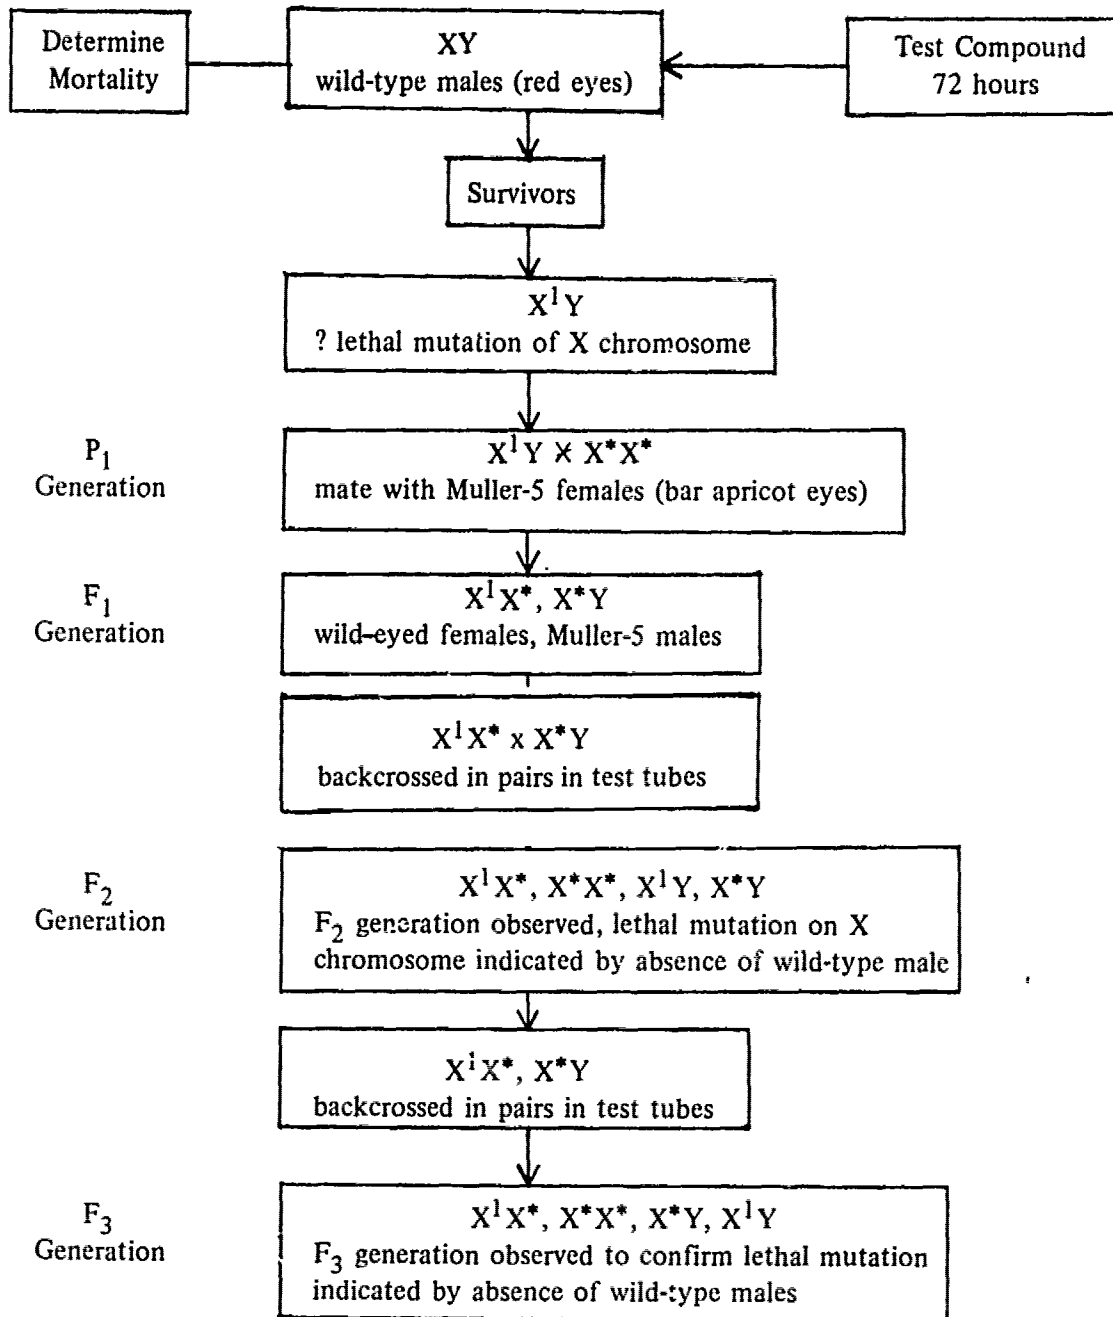 Determine
Mortality
XY
wild-type males (red eyes)
Test Compound
72 hours
Survivors
X¹Y
? lethal mutation of X chromosome
P₁
Generation
X¹Y X X*X*
mate with Muller-5 females (bar apricot eyes)
F₁
Generation
X¹X*, X*Y
wild-eyed females, Muller-5 males
X¹X* x X*Y
backcrossed in pairs in test tubes
F₂
Generation
X¹X*, X*X*, X¹Y, X*Y
F₂ generation observed, lethal mutation on X
chromosome indicated by absence of wild-type male
X¹X*, X*Y
backcrossed in pairs in test tubes
F₃
Generation
X¹X*, X*X*, X*Y, X¹Y
F₃ generation observed to confirm lethal mutation
indicated by absence of wild-type males